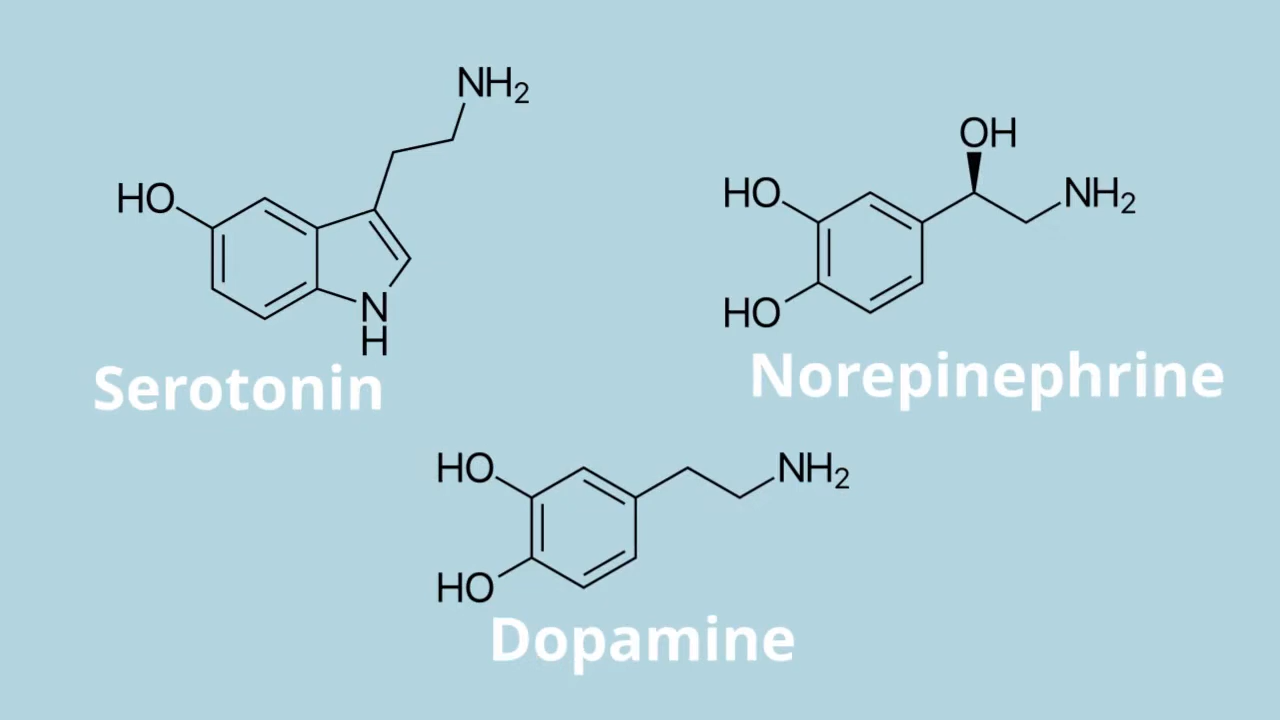 NH₂
HO
N
H
Serotonin
OH
HO
NH₂
HO
Norepinephrine
HO
NH₂
HO
Dopamine